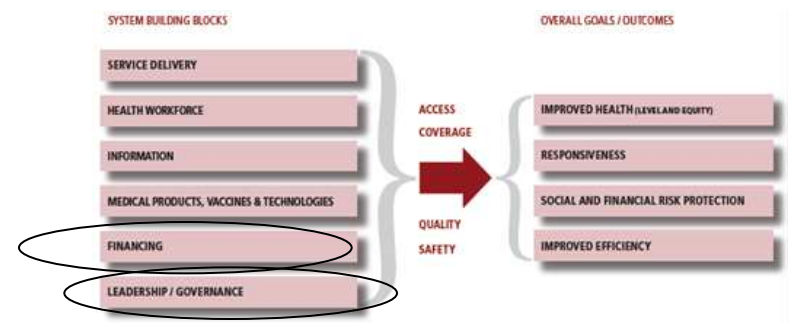 SYSTEM BUILDING BLOCKS
SERVICE DELIVERY
HEALTH WORKFORCE
INFORMATION
MEDICAL PRODUCTS, VACCINES & TECHNOLOGIES
FINANCING
LEADERSHIP / GOVERNANCE
ACCESS
COVERAGE
QUALITY
SAFETY
OVERALL GOALS / OUTCOMES
IMPROVED HEALTH (LEVEL AND EQUITY)
RESPONSIVENESS
SOCIAL AND FINANCIAL RISK PROTECTION
IMPROVED EFFICIENCY